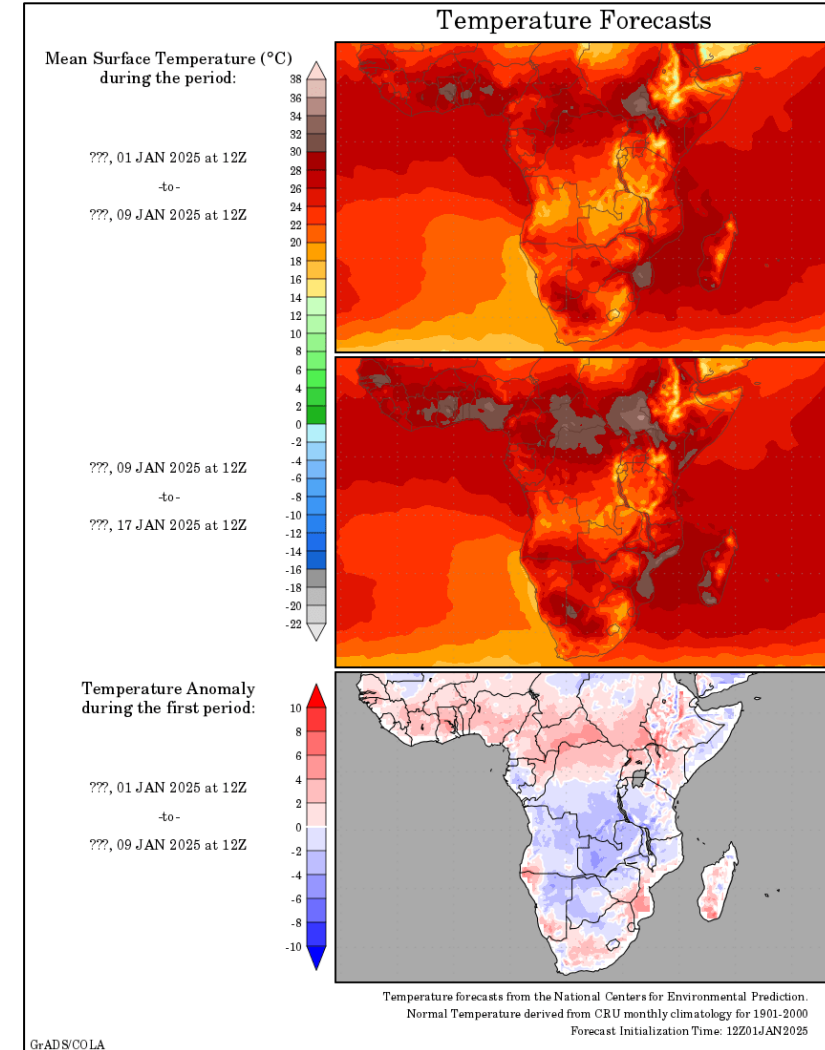 Temperature Forecasts
Mean Surface Temperature (°C)
during the period:
???, 01 JAN 2025 at 12Z
-to-
???, 09 JAN 2025 at 12Z
38
36
34
32
30
28
26
24
22
20
18
16
14
12
10
8
6
4
2
0
-2
-4
-6
-8
-10
-12
-14
-16
-18
-20
-22
???, 09 JAN 2025 at 12Z
-to-
???, 17 JAN 2025 at 12Z
Temperature Anomaly
during the first period:
???, 01 JAN 2025 at 12Z
-to-
???, 09 JAN 2025 at 12Z
10
8
6
4
2
0
-2
-4
-6
-8
-10
Temperature forecasts from the National Centers for Environmental Prediction.
Normal Temperature derived from CRU monthly climatology for 1901-2000
Forecast Initialization Time: 12Z01JAN2025
GrADS/COLA